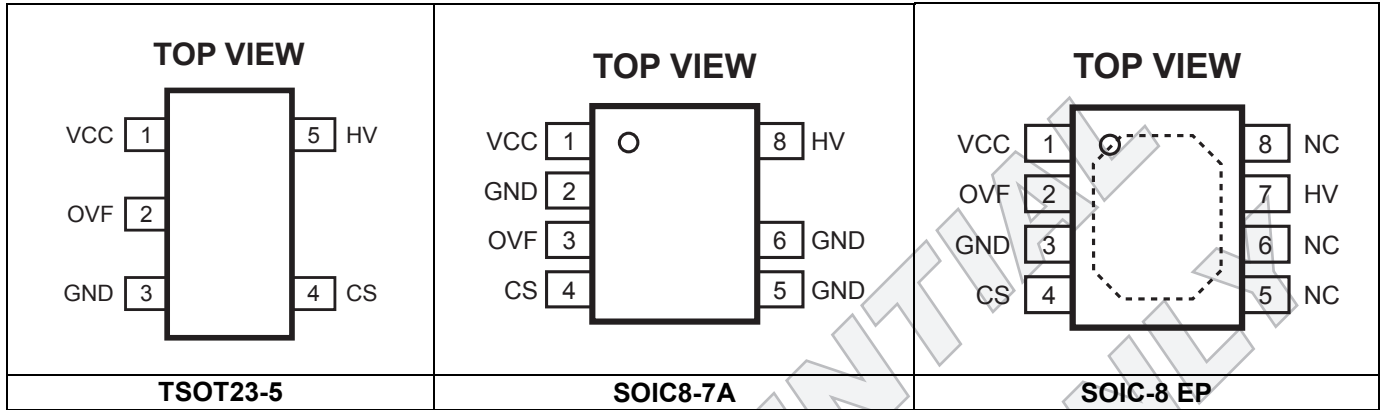 TOP VIEW
VCC 1
5 HV
OVF 2
GND 3
4 CS
TSOT23-5
TOP VIEW
VCC 1
8 HV
GND 2
OVF 3
6 GND
CS 4
5 GND
SOIC8-7A
TOP VIEW
VCC 1
8 NC
OVF 2
7 HV
GND 3
6 NC
CS 4
5 NC
SOIC-8 EP